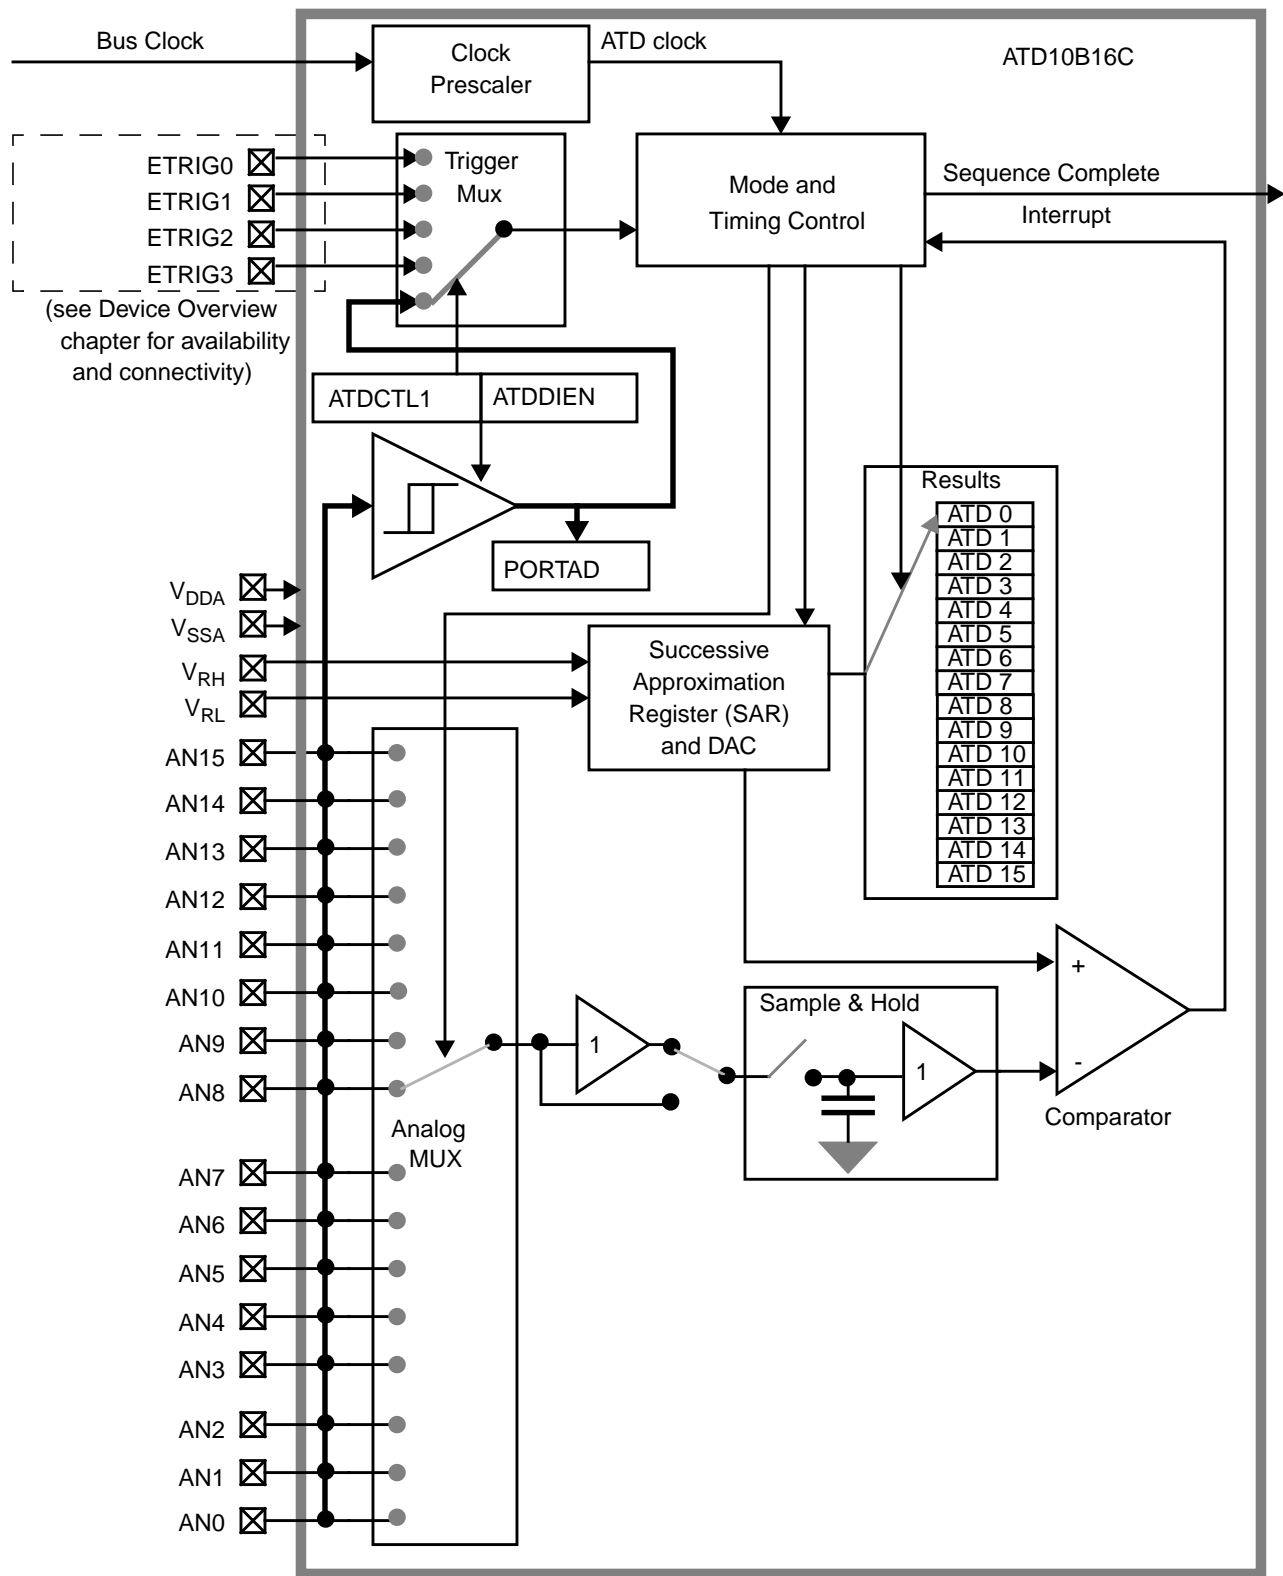 Bus Clock
Clock
Prescaler
ATD clock
ATD10B16C
ETRIG0
ETRIG1
ETRIG2
ETRIG3
(see Device Overview
chapter for availability
and connectivity)
Trigger
Mux
Mode and
Timing Control
Sequence Complete
Interrupt
ATDCTL1
ATDDIEN
PORTAD
Results
ATD 0
ATD 1
ATD 2
ATD 3
ATD 4
ATD 5
ATD 6
ATD 7
ATD 8
ATD 9
ATD 10
ATD 11
ATD 12
ATD 13
ATD 14
ATD 15
VDDA
VSSA
VRH
VRL
Successive
Approximation
Register (SAR)
and DAC
AN15
AN14
AN13
AN12
AN11
AN10
AN9
AN8
AN7
AN6
AN5
AN4
AN3
AN2
AN1
AN0
Analog
MUX
1
Sample & Hold
1
+
-
Comparator